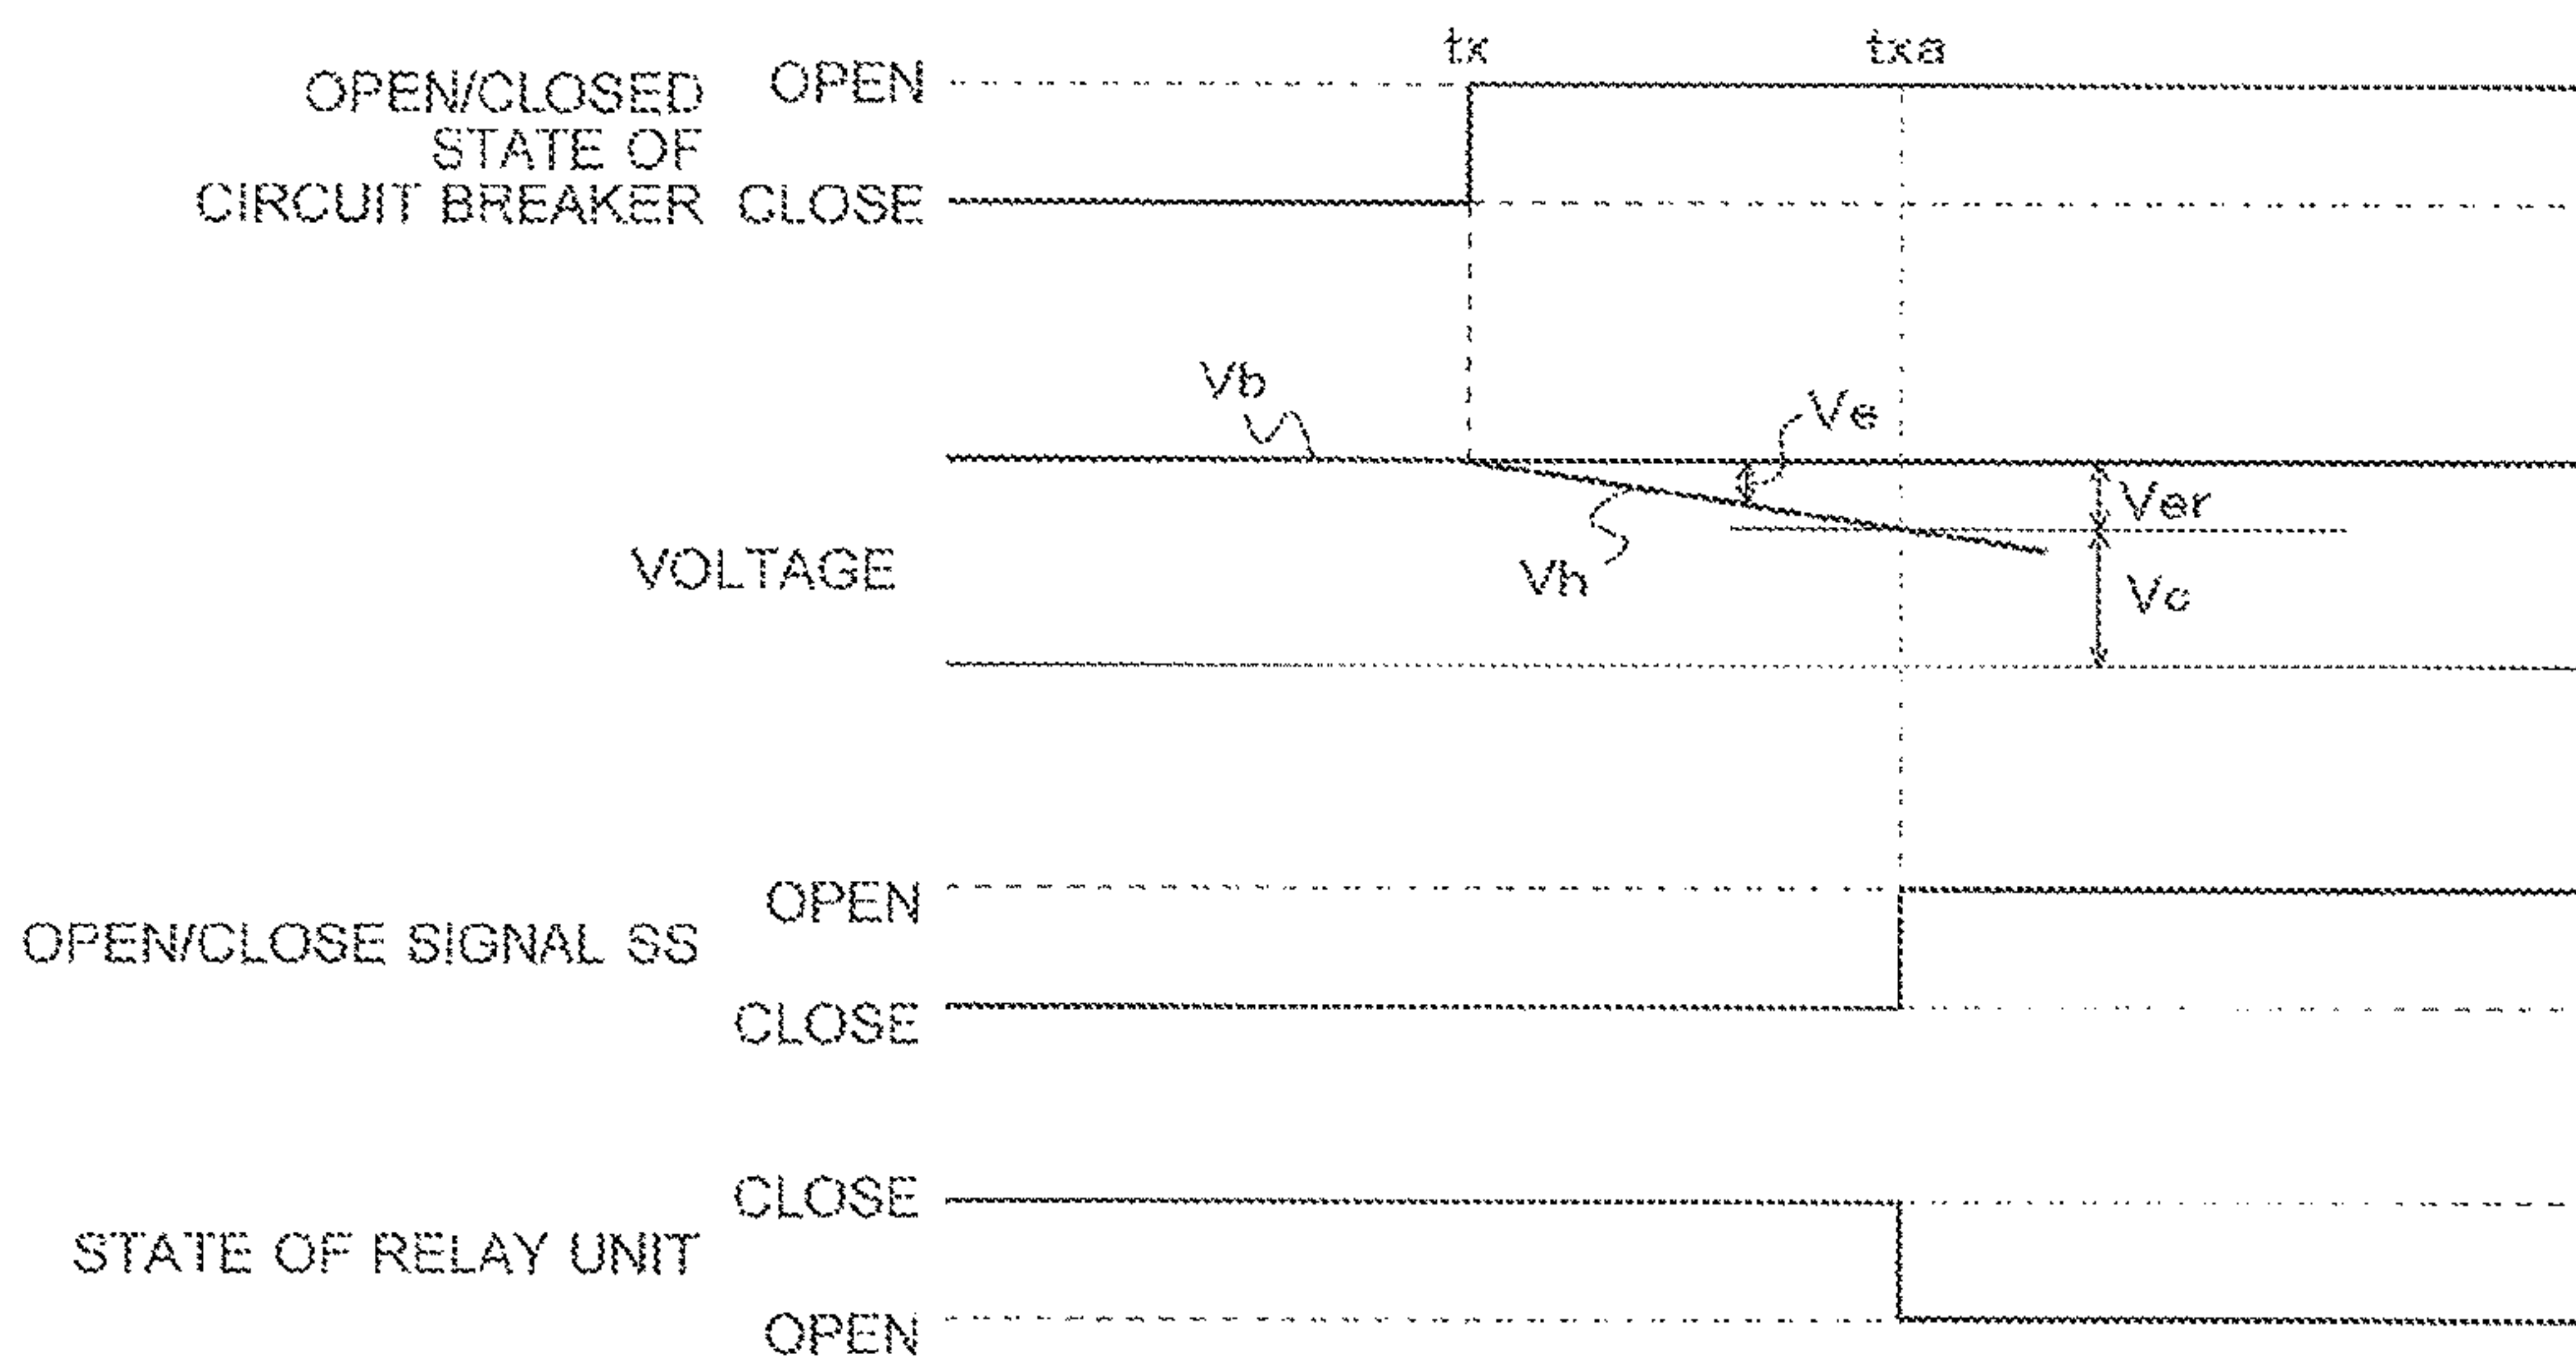 tx
txa
OPEN/CLOSED
STATE OF
CIRCUIT BREAKER
OPEN
CLOSE
Vb
Ve
Ver
Vh
Vc
VOLTAGE
OPEN
OPEN/CLOSE SIGNAL SS
CLOSE
CLOSE
STATE OF RELAY UNIT
OPEN